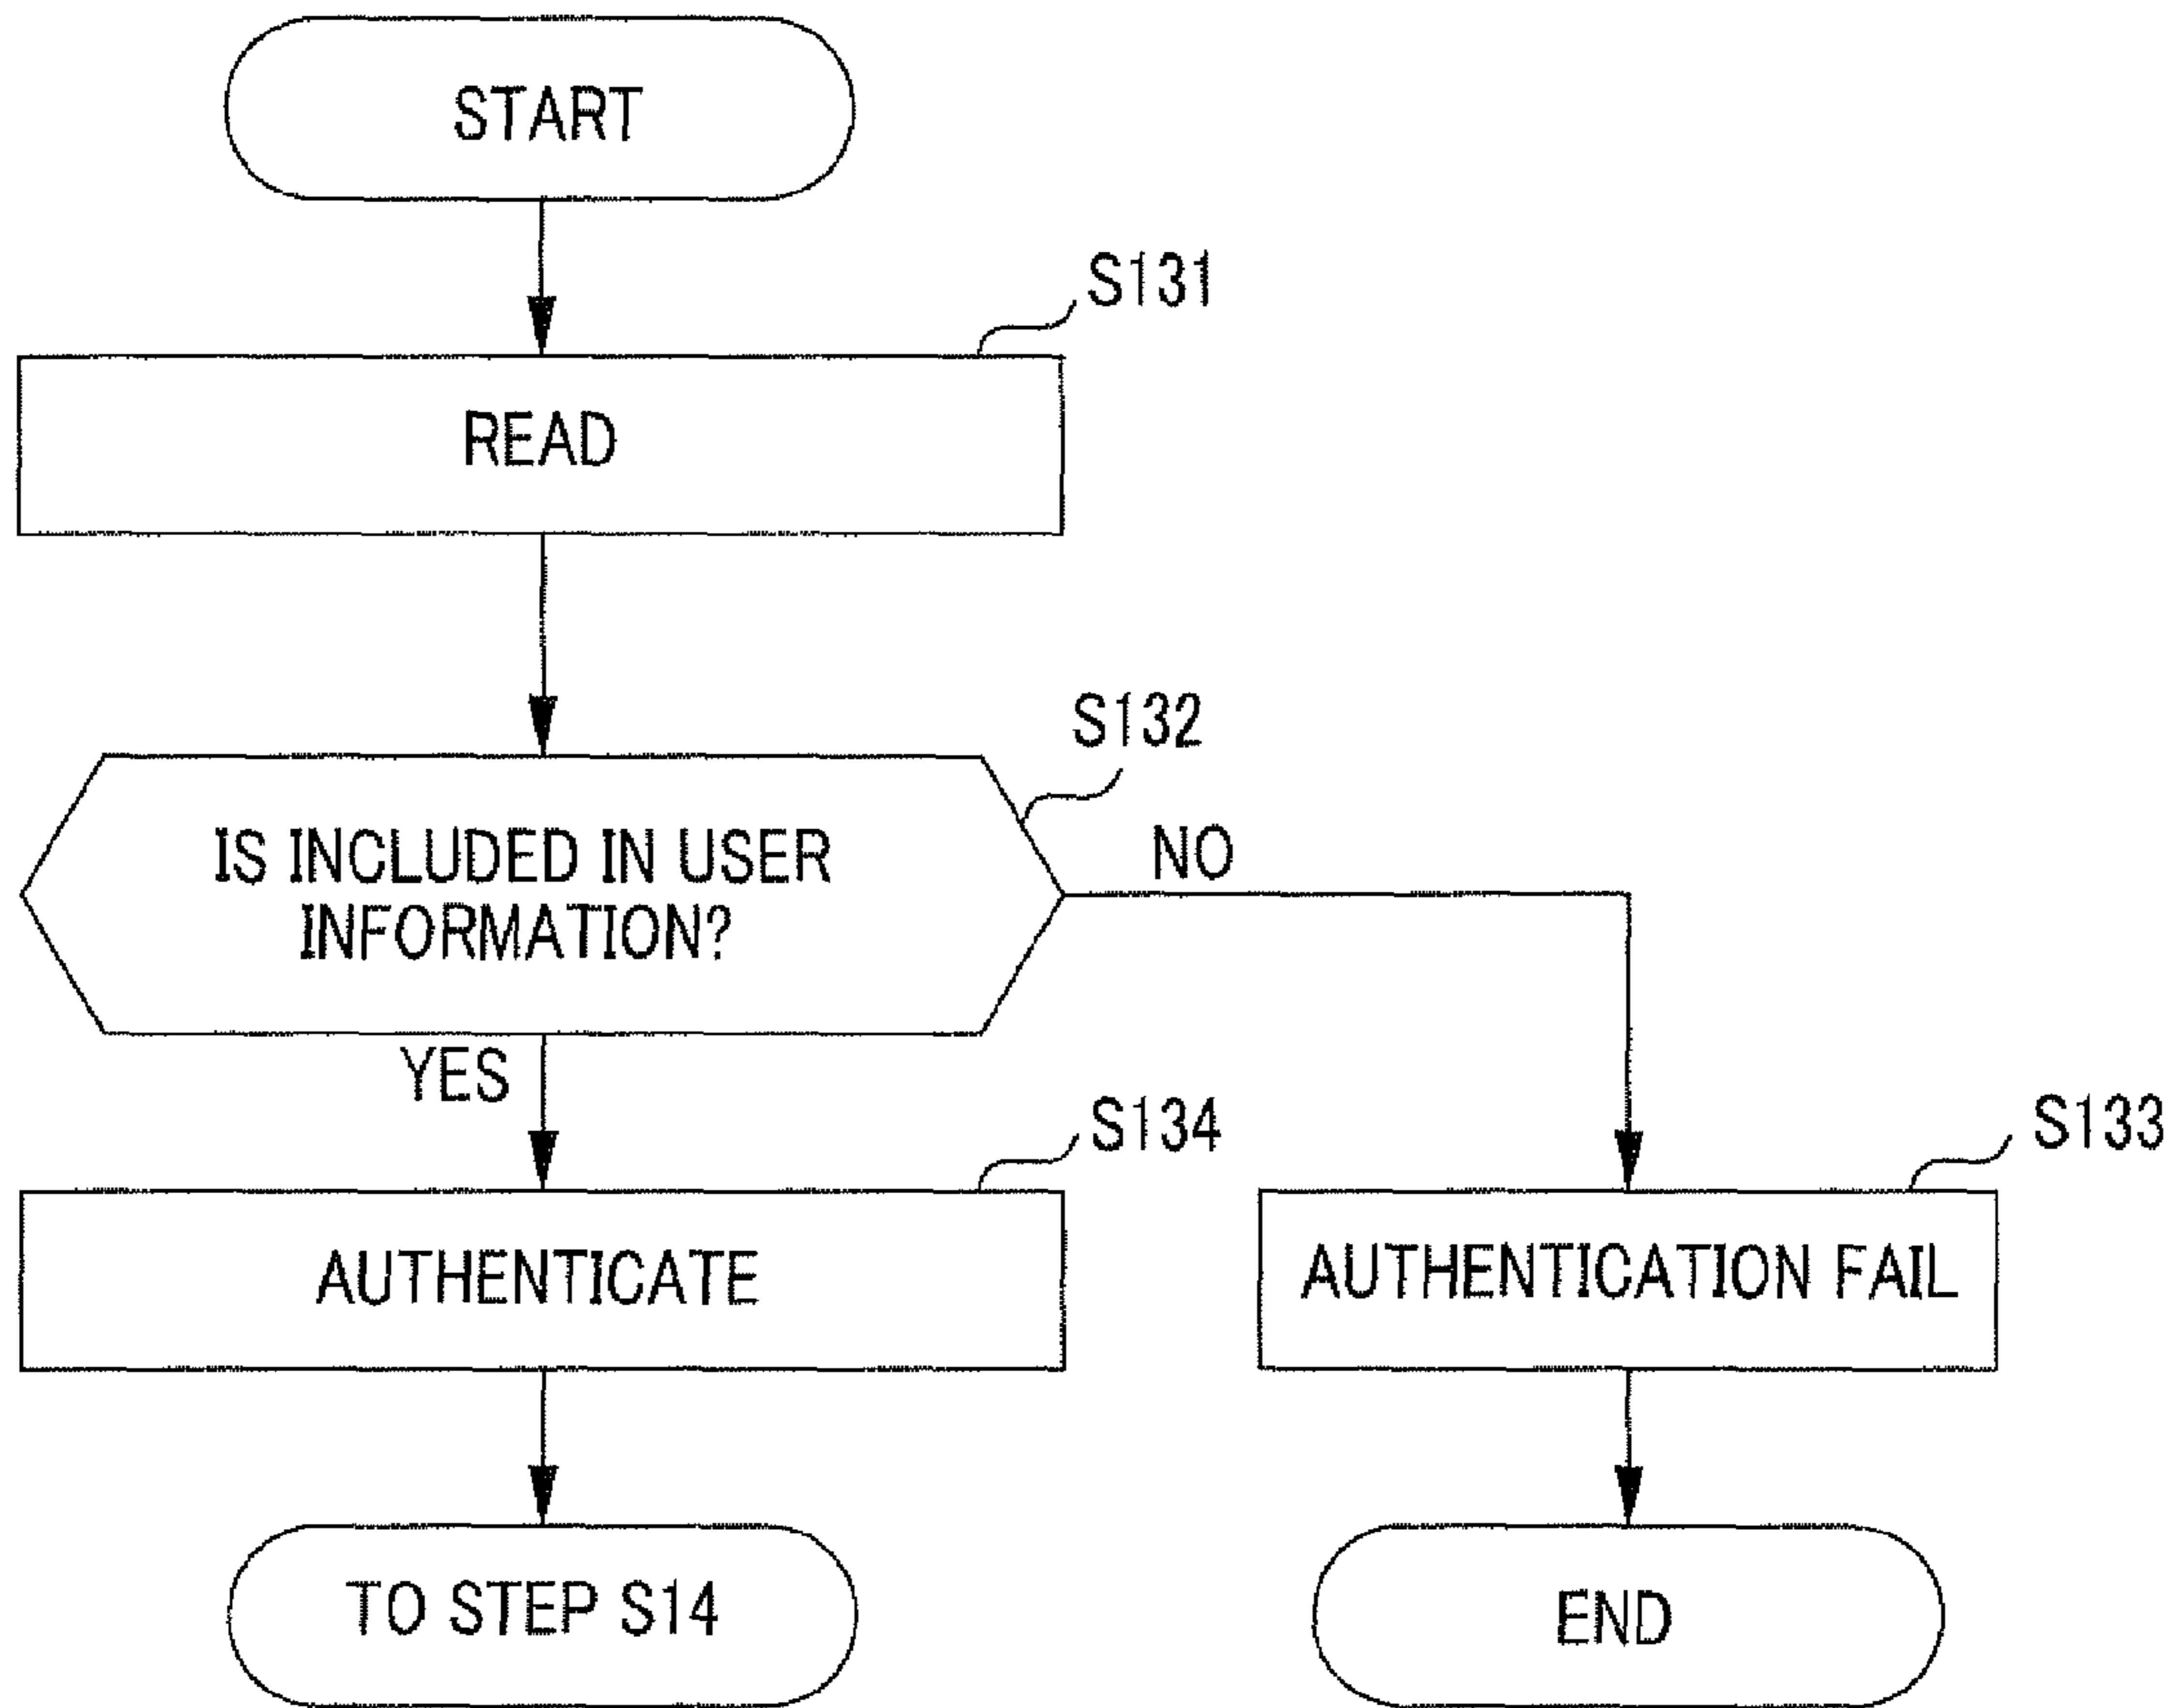 START
S131
READ
S132
IS INCLUDED IN USER
INFORMATION?
NO
YES
S134
S133
AUTHENTICATE
AUTHENTICATION FAIL
TO STEP S14
END